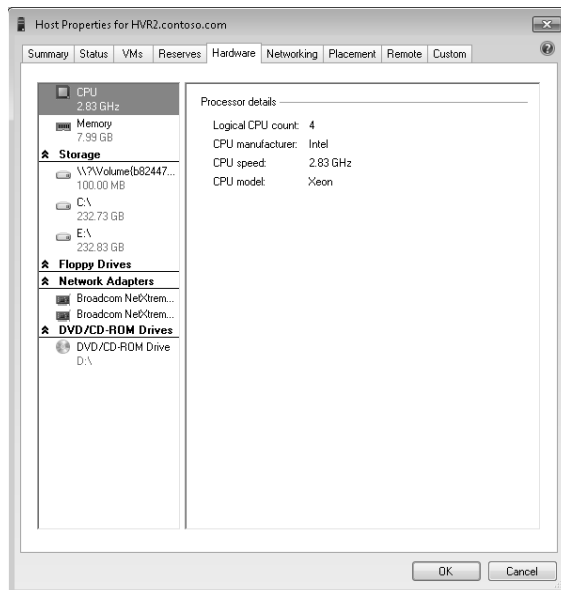 Host Properties for HVR2.contoso.com
Summary Status VMs Reserves Hardware Networking Placement Remote Custom
CPU
2.83 GHz
Memory
7.99 GB
Storage
\\?\Volume{b82447...
100.00 MB
C:\
232.73 GB
E:\
232.83 GB
Floppy Drives
Network Adapters
Broadcom NetXtrem...
Broadcom NetXtrem...
DVD/CD-ROM Drives
DVD/CD-ROM Drive
D:\
Processor details
Logical CPU count: 4
CPU manufacturer: Intel
CPU speed: 2.83 GHz
CPU model: Xeon
OK Cancel